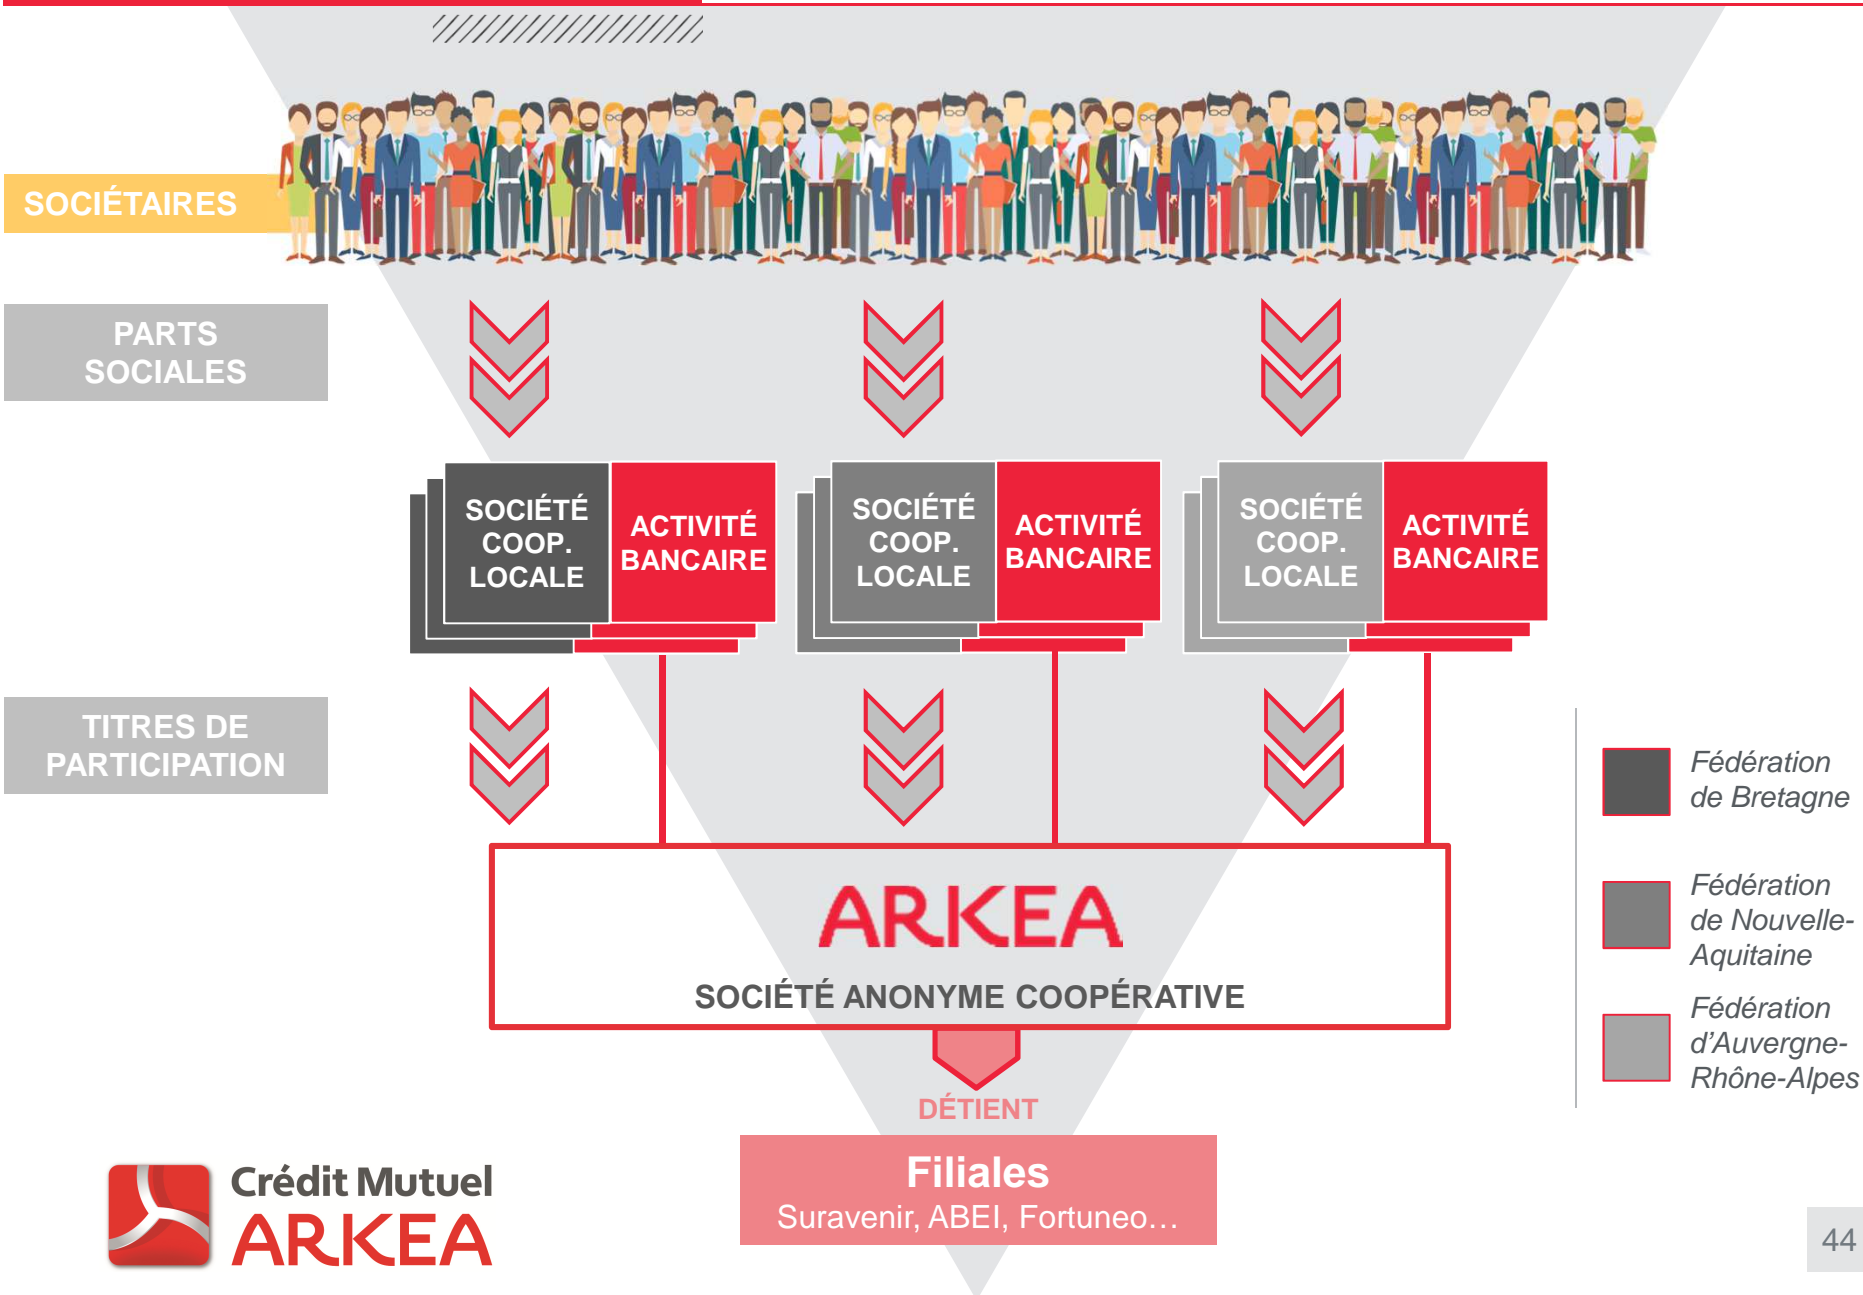 SOCIÉTAIRES
PARTS
SOCIALES
SOCIÉTÉ
COOP.
LOCALE
ACTIVITÉ
BANCAIRE
SOCIÉTÉ
COOP.
LOCALE
ACTIVITÉ
BANCAIRE
SOCIÉTÉ
COOP.
LOCALE
ACTIVITÉ
BANCAIRE
TITRES DE
PARTICIPATION
Fédération
de Bretagne
Fédération
de Nouvelle-
Aquitaine
Fédération
d’Auvergne-
Rhône-Alpes
ARKEA
SOCIÉTÉ ANONYME COOPÉRATIVE
DÉTIENT
Filiales
Suravenir, ABEI, Fortuneo…
Crédit Mutuel
ARKEA
44